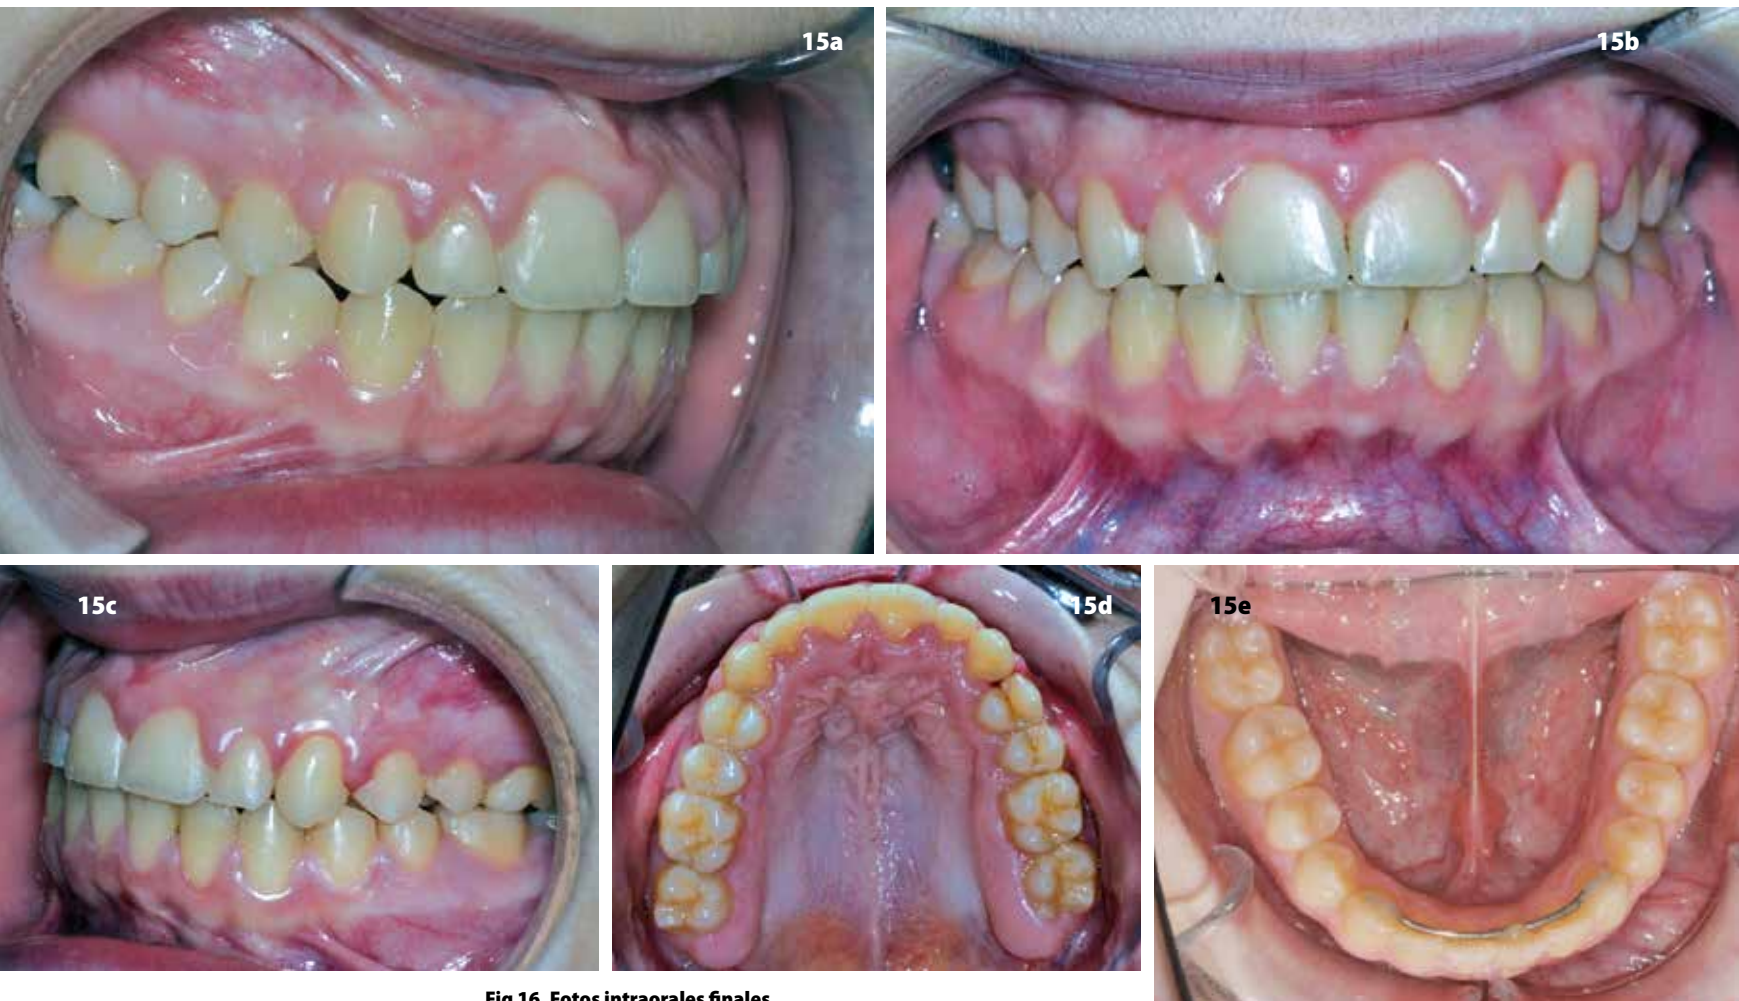 15a
15b
15c
15d
15e
Fig 16. Fotos intraorales finales